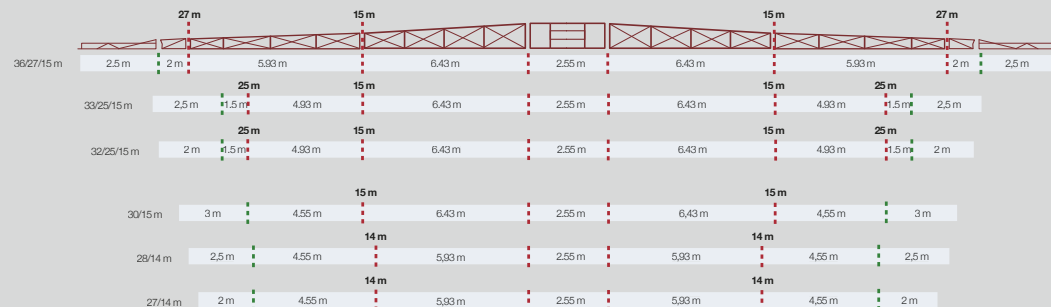 27 m 15 m 15 m 27 m
36/27/15 m 2.5 m 2 m 5.93 m 6.43 m 2.55 m 6.43 m 5.93 m 2 m 2,5 m
25 m 15 m 15 m 25 m
33/25/15 m 2,5 m 1.5 m 4.93 m 6.43 m 2.55 m 6.43 m 4.93 m 1.5 m 2,5 m
25 m 15 m 15 m 25 m
32/25/15 m 2 m 1.5 m 4.93 m 6.43 m 2.55 m 6.43 m 4.93 m 1.5 m 2 m
15 m 15 m
30/15 m 3 m 4.55 m 6.43 m 2.55 m 6,43 m 4,55 m 3 m
14 m 14 m
28/14 m 2,5 m 4.55 m 5,93 m 2.55 m 5,93 m 4,55 m 2,5 m
14 m 14 m
27/14 m 2 m 4.55 m 5,93 m 2.55 m 5,93 m 4,55 m 2 m